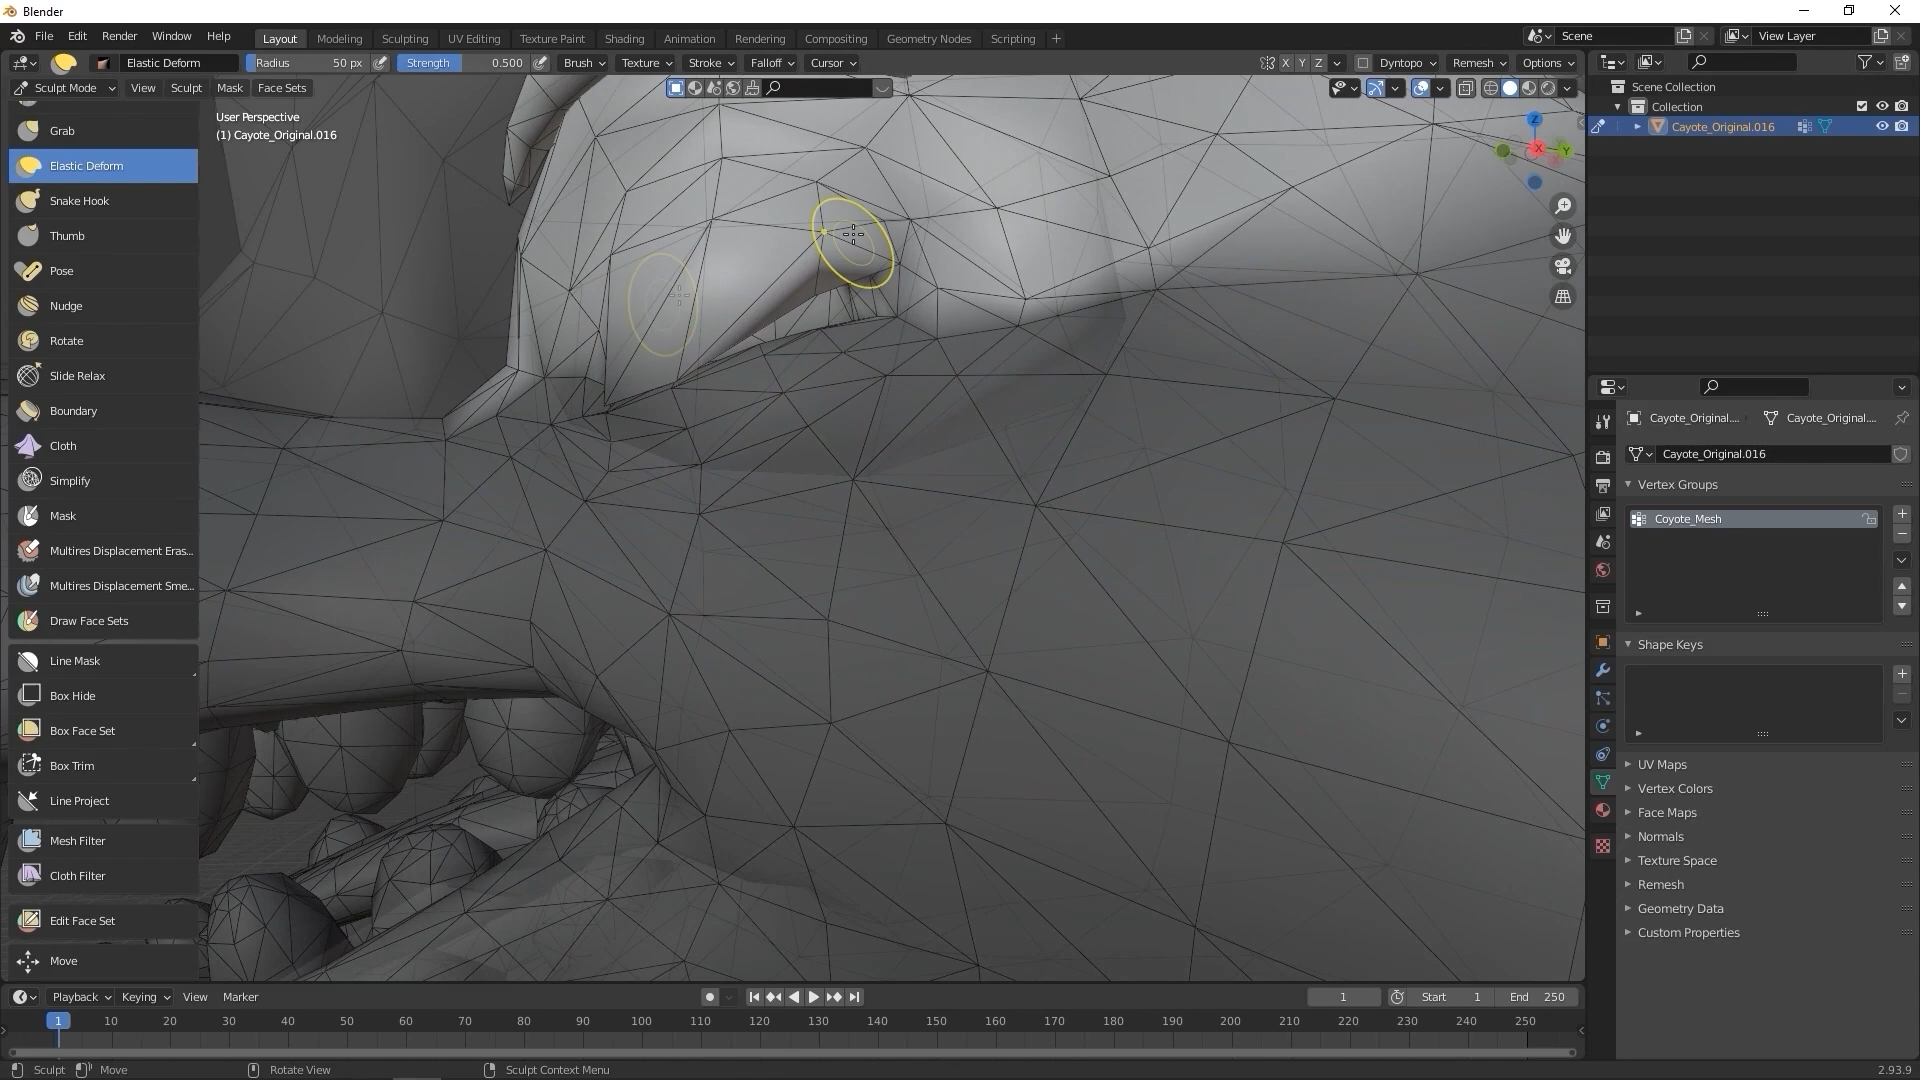 Blender
File Edit Render Window Help
Layout Modeling Sculpting UV Editing Texture Paint Shading Animation Rendering Compositing Geometry Nodes Scripting +
Scene
View Layer
Elastic Deform
Radius 50 px
Strength 0.500
Brush Texture Stroke Falloff Cursor
X Y Z
Dyntopo Remesh Options
Sculpt Mode View Sculpt Mask Face Sets
User Perspective
(1) Cayote_Original.016
Grab
Elastic Deform
Snake Hook
Thumb
Pose
Nudge
Rotate
Slide Relax
Boundary
Cloth
Simplify
Mask
Multires Displacement Eras...
Multires Displacement Sme...
Draw Face Sets
Line Mask
Box Hide
Box Face Set
Box Trim
Line Project
Mesh Filter
Cloth Filter
Edit Face Set
Move
Z
X
Y
Scene Collection
Collection
Cayote_Original.016
Cayote_Original.... Cayote_Original....
Cayote_Original.016
Vertex Groups
Coyote_Mesh
Shape Keys
UV Maps
Vertex Colors
Face Maps
Normals
Texture Space
Remesh
Geometry Data
Custom Properties
Playback Keying View Marker
1
Start 1
End 250
1 10 20 30 40 50 60 70 80 90 100 110 120 130 140 150 160 170 180 190 200 210 220 230 240 250
Sculpt Move Rotate View Sculpt Context Menu
2.93.9